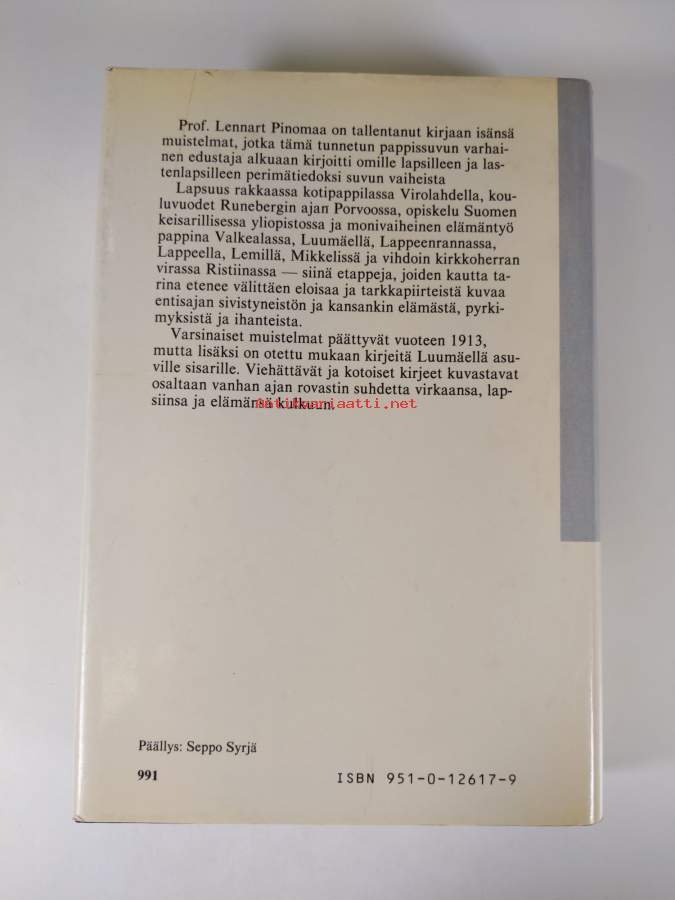 Prof. Lennart Pinomaa on tallentanut kirjaan isänsä
muistelmat, jotka tämä tunnetun pappissuvun varhai-
nen edustaja alkuaan kirjoitti omille lapsilleen ja las-
tenlapsilleen perimätiedoksi suvun vaiheista
Lapsuus rakkaassa kotipappilassa Virolahdella, kou-
luvuodet Runebergin ajan Porvoossa, opiskelu Suomen
keisarillisessa yliopistossa ja monivaiheinen elämäntyö
pappina Valkealassa, Luumäellä, Lappeenrannassa,
Lappeella, Lemillä, Mikkelissä ja vihdoin kirkkoherran
virassa Ristiinassa — siinä etappeja, joiden kautta ta-
rina etenee välittäen eloisaa ja tarkkapiirteistä kuvaa
entisajan sivistyneistön ja kansankin elämästä, pyrki-
myksistä ja ihanteista.
Varsinaiset muistelmat päättyvät vuoteen 1913,
mutta lisäksi on otettu mukaan kirjeitä Luumäellä asu-
ville sisarille. Viehättävät ja kotoiset kirjeet kuvastavat
osaltaan vanhan ajan rovastin suhdetta virkaansa, lap-
siinsa ja elämänsä kulkuun.
Antikvariaatti.net
Päällys: Seppo Syrjä
991
ISBN 951-0-12617-9